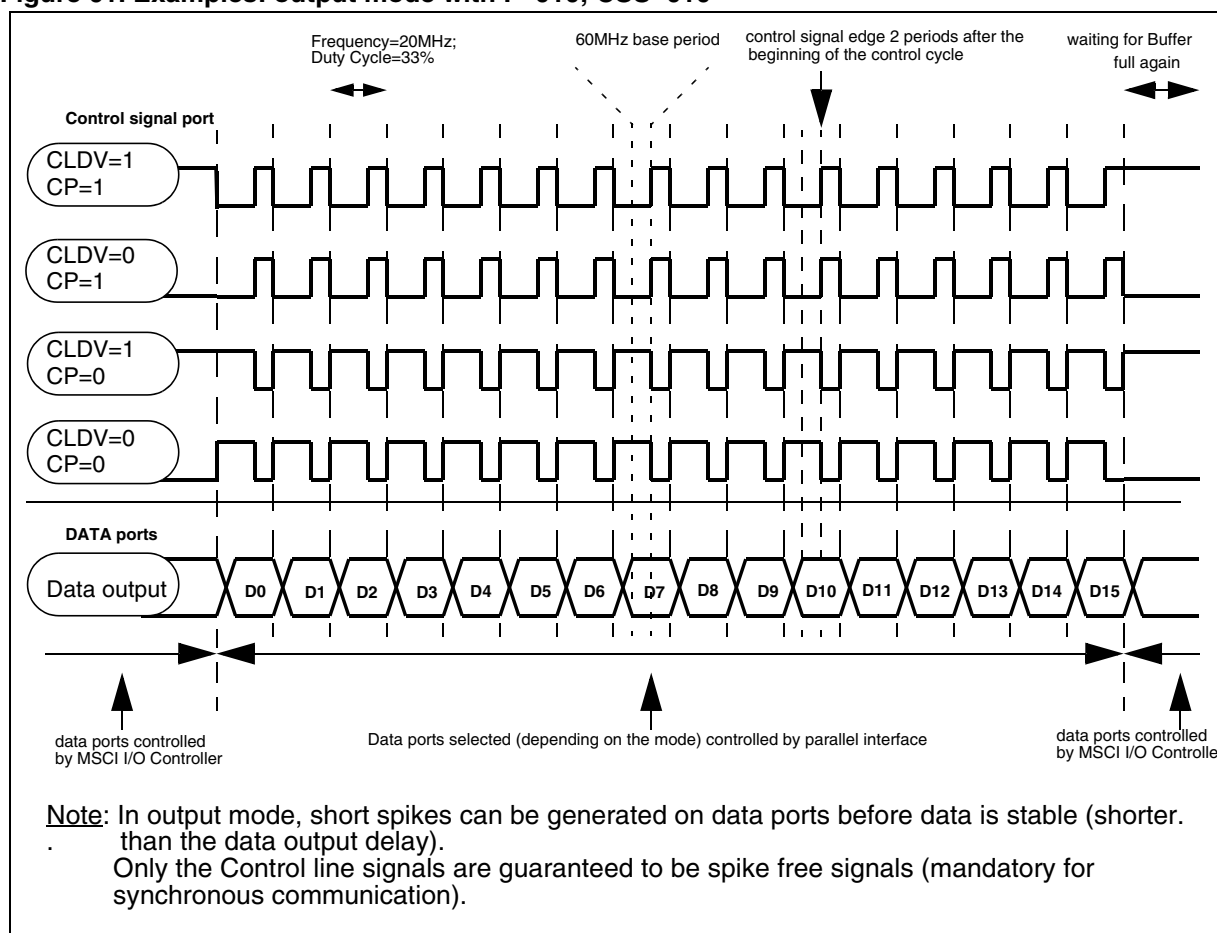 Frequency=20MHz;
Duty Cycle=33%
60MHz base period
control signal edge 2 periods after the
beginning of the control cycle
waiting for Buffer
full again
Control signal port
CLDV=1
CP=1
CLDV=0
CP=1
CLDV=1
CP=0
CLDV=0
CP=0
DATA ports
Data output
D0 D1 D2 D3 D4 D5 D6 D7 D8 D9 D10 D11 D12 D13 D14 D15
data ports controlled
by MSCI I/O Controller
Data ports selected (depending on the mode) controlled by parallel interface
data ports controlled
by MSCI I/O Controlle
Note: In output mode, short spikes can be generated on data ports before data is stable (shorter.
. than the data output delay).
Only the Control line signals are guaranteed to be spike free signals (mandatory for
synchronous communication).